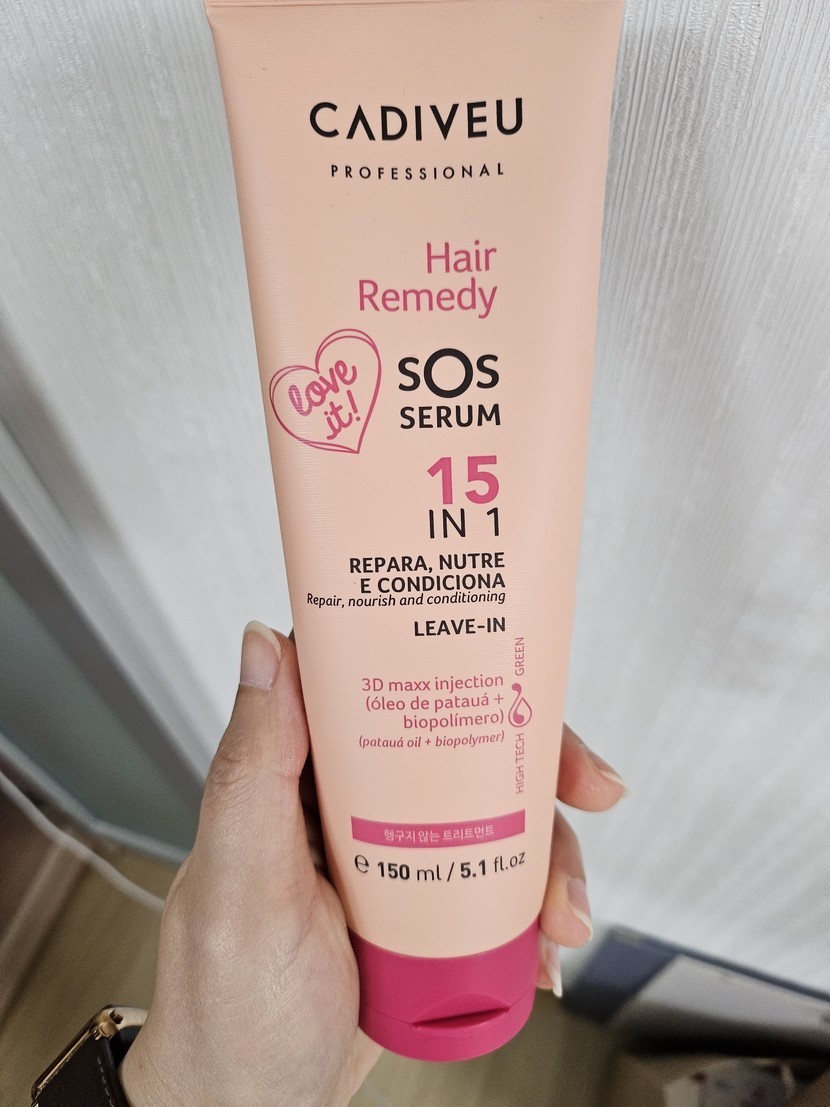 CADIVEU
PROFESSIONAL
Hair
Remedy
love
it!
SOS
SERUM
15
IN 1
REPARA, NUTRE
E CONDICIONA
Repair, nourish and conditioning
LEAVE-IN
3D maxx injection
(óleo de patauá +
biopolímero)
(patauá oil + biopolymer)
HIGH TECH GREEN
헹구지 않는 트리트먼트
℮ 150 ml / 5.1 fl.oz